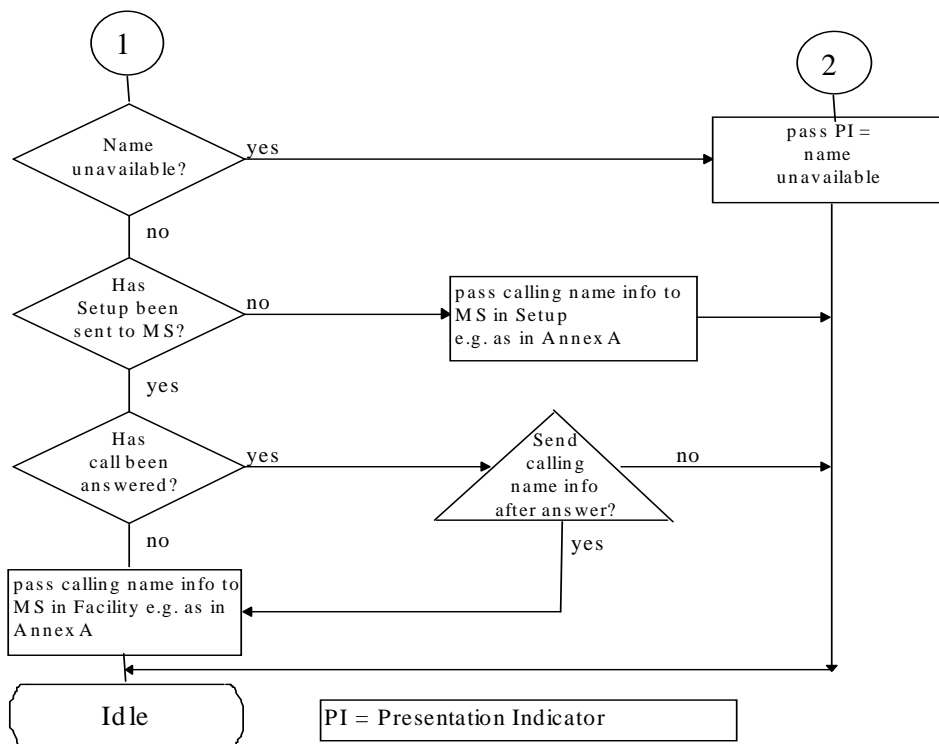 1
2
Name
unavailable?
yes
pass PI =
name
unavailable
no
Has
Setup been
sent to MS?
no
pass calling name info to
MS in Setup
e.g. as in Annex A
yes
Has
call been
answered?
yes
Send
calling
name info
after answer?
no
no
yes
pass calling name info to
MS in Facility e.g. as in
Annex A
Idle
PI = Presentation Indicator